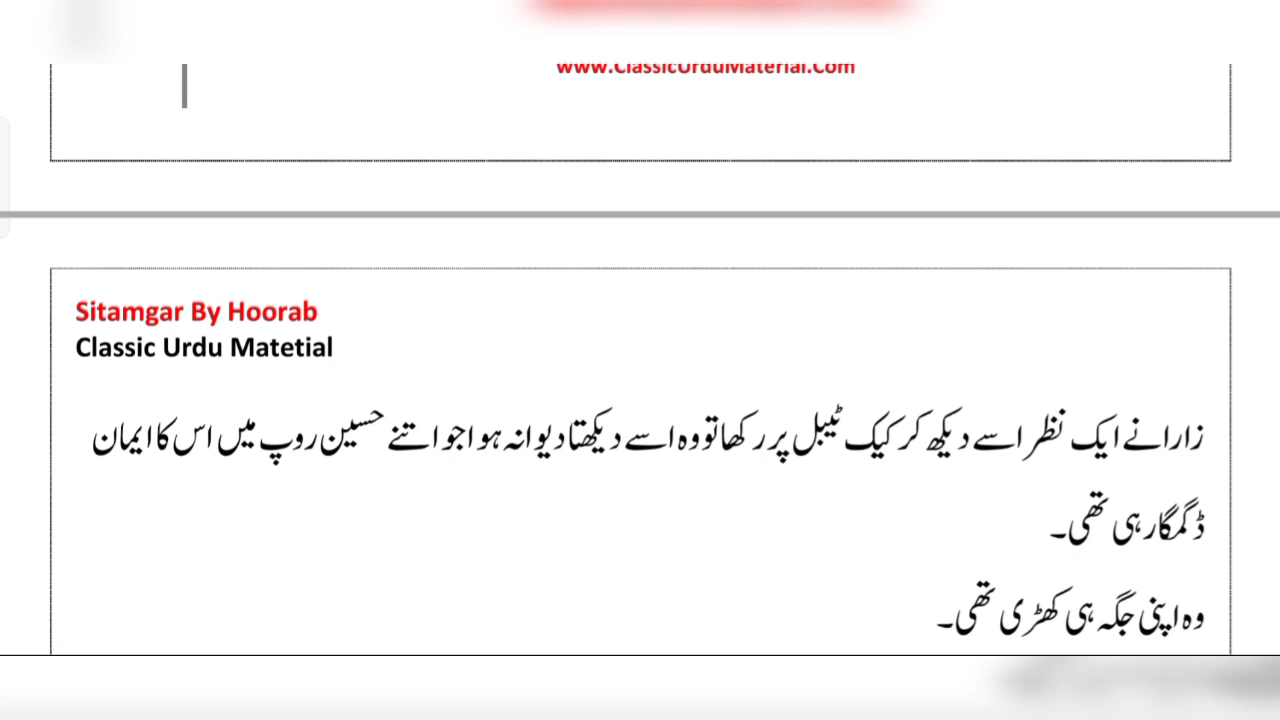 www.ClassicUrduMaterial.Com
Sitamgar By Hoorab
Classic Urdu Matetial
زارا نے ایک نظر اسے دیکھ کر کیک ٹیبل پر رکھا تو وہ اسے دیکھتا دیوانہ ہوا جو اتنے حسین روپ میں اس کا ایمان
ڈگمگا رہی تھی۔
وہ اپنی جگہ ہی کھڑی تھی۔